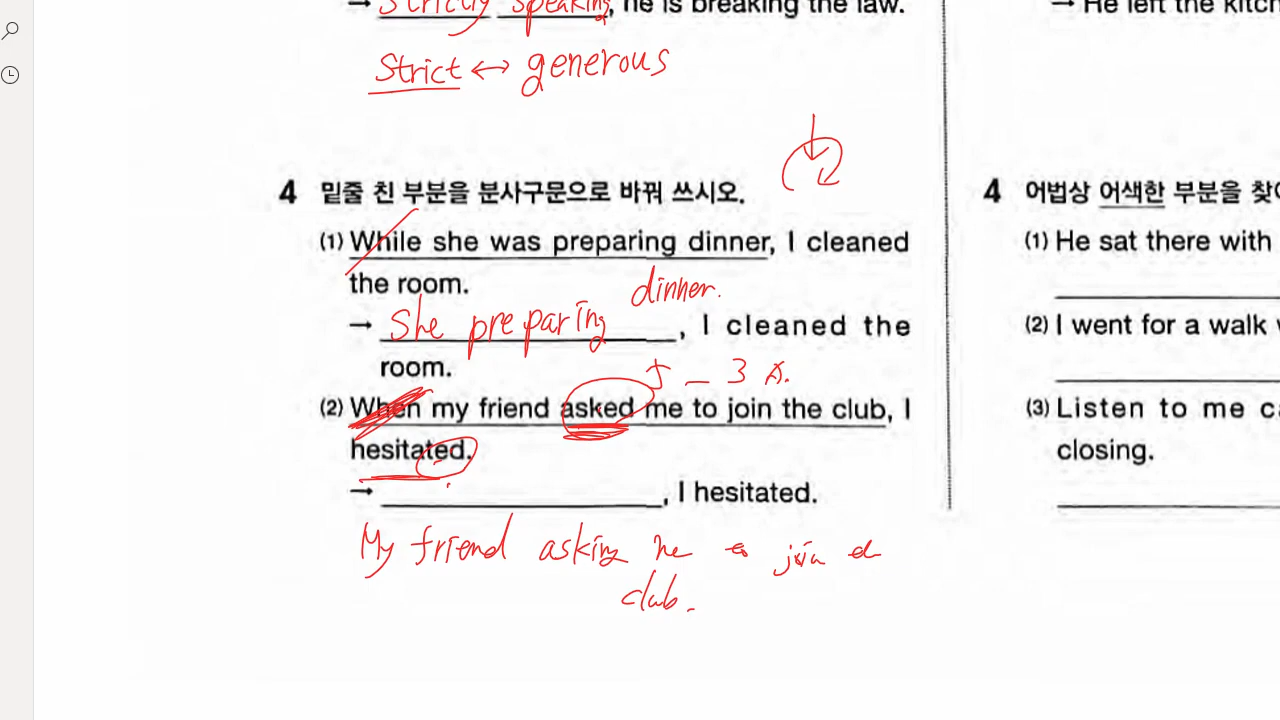 → Strictly speaking, he is breaking the law.
Strict ↔ generous
4 밑줄 친 부분을 분사구문으로 바꿔 쓰시오.
(1) While she was preparing dinner, I cleaned
the room.
dinner.
→ She preparing, I cleaned the
room.
(2) When my friend asked me to join the club, I
hesitated.
→ ____________________, I hesitated.
My friend asking me to join
club.
→ He left the kitc
4 어법상 어색한 부분을 찾
(1) He sat there with
(2) I went for a walk
(3) Listen to me c
closing.